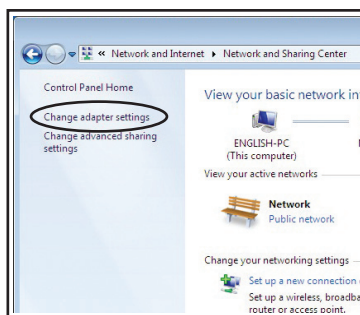 « Network and Internet ▸ Network and Sharing Center
Control Panel Home
Change adapter settings
Change advanced sharing
settings
View your basic network in
ENGLISH-PC
(This computer)
View your active networks
Network
Public network
Change your networking settings
Set up a new connection
Set up a wireless, broadba
router or access point.